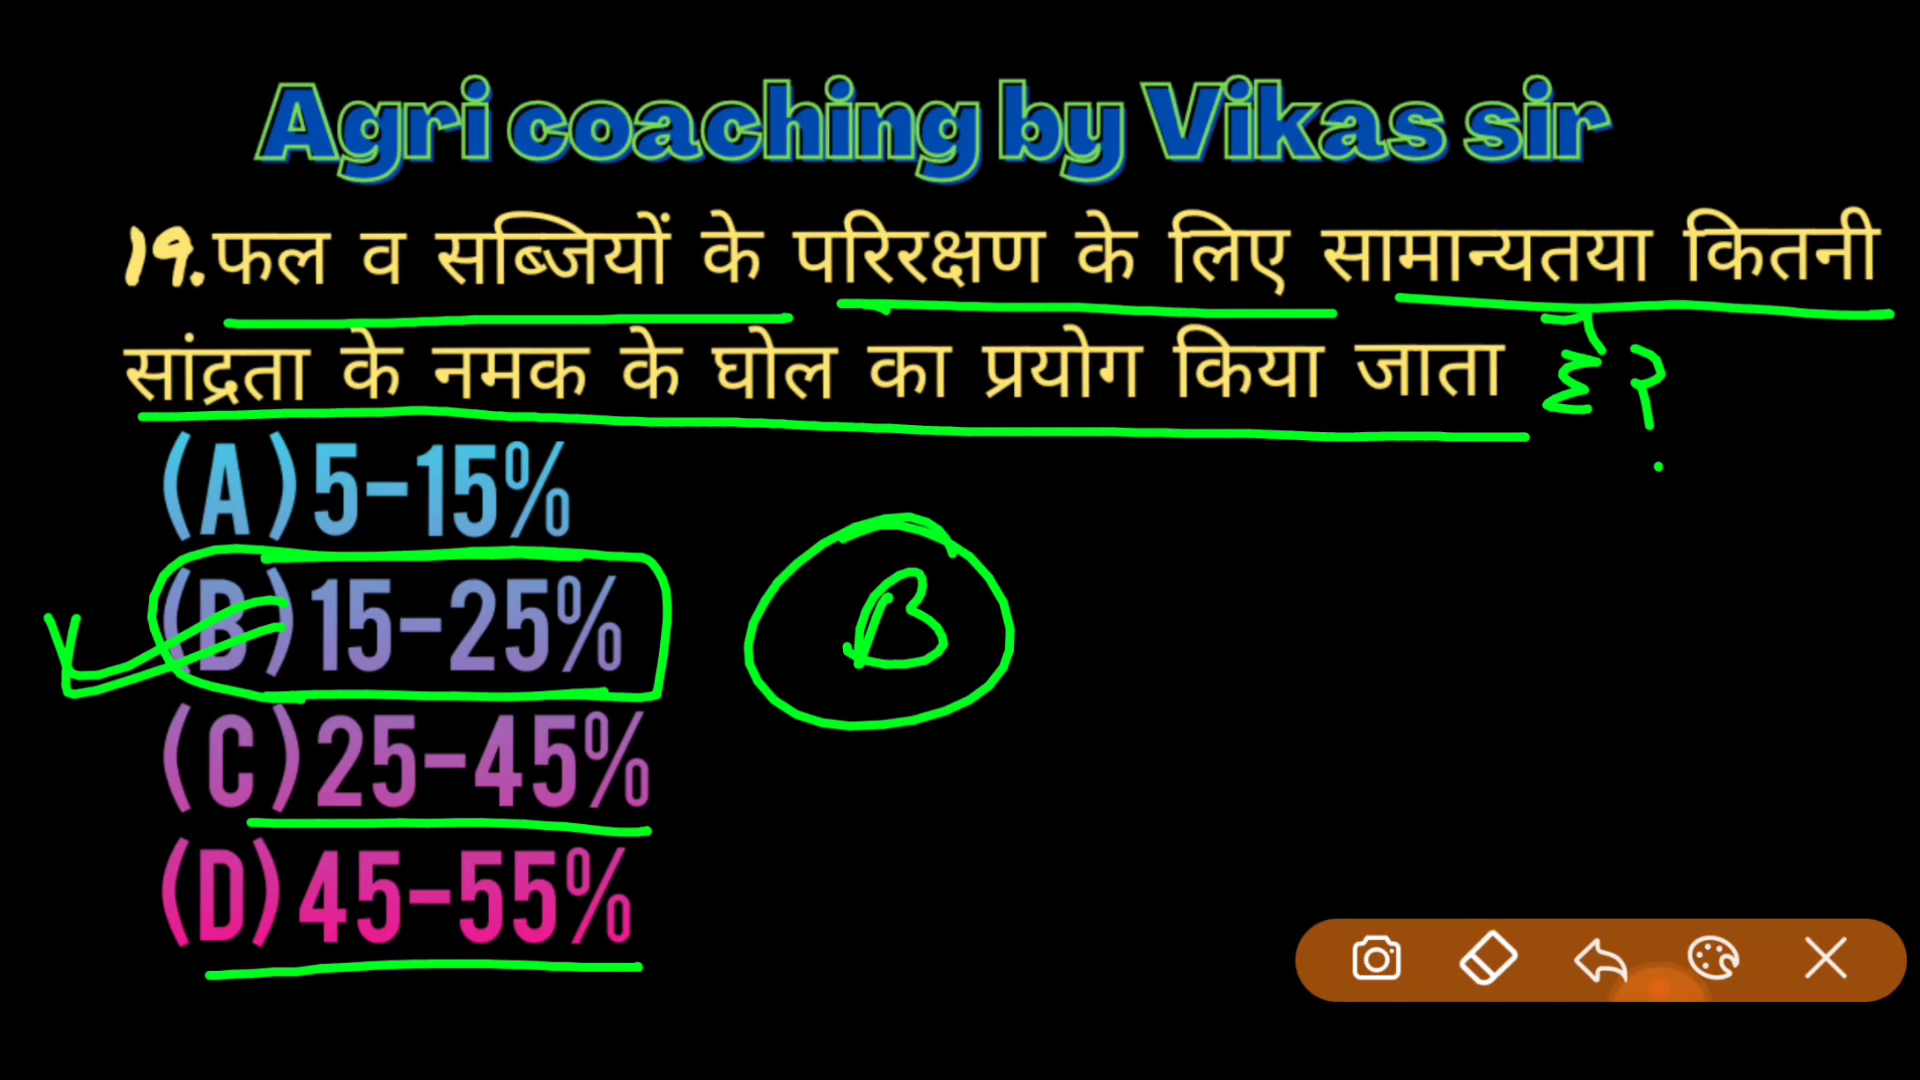 Agri coaching by Vikas sir
19.फल व सब्जियों के परिरक्षण के लिए सामान्यतया कितनी
सांद्रता के नमक के घोल का प्रयोग किया जाता है ?
(A) 5-15%
(B) 15-25%
B
(C) 25-45%
(D) 45-55%